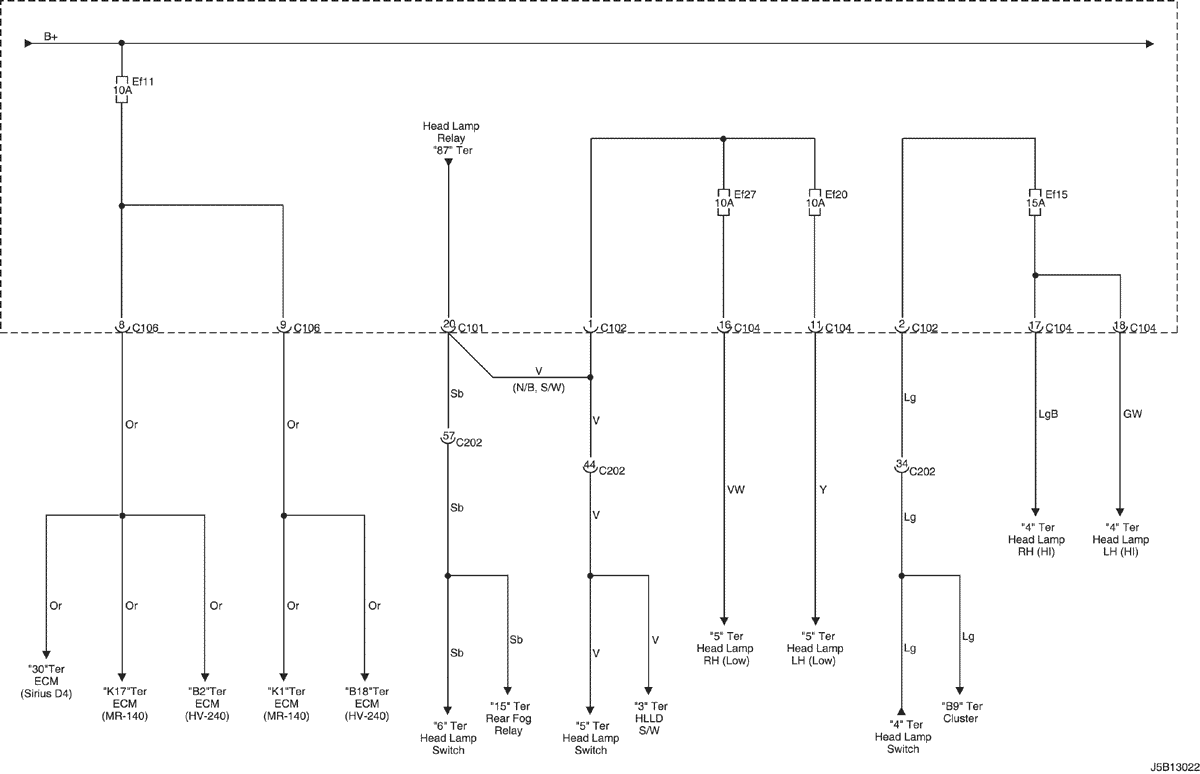 B+
Ef11
10A
Head Lamp
Relay
"87" Ter
Ef27
10A
Ef20
10A
Ef15
15A
8 C106
9 C106
20 C101
1 C102
16 C104
11 C104
2 C102
17 C104
18 C104
V
(N/B, S/W)
Sb
Lg
Or
Or
V
LgB
GW
57 C202
44 C202
34 C202
VW
Y
Sb
V
Lg
"4" Ter
Head Lamp
RH (HI)
"4" Ter
Head Lamp
LH (HI)
Or
Or
Or
Or
Or
Sb
Sb
V
V
Lg
Lg
"5" Ter
Head Lamp
RH (Low)
"5" Ter
Head Lamp
LH (Low)
"30"Ter
ECM
(Sirius D4)
"K17"Ter
ECM
(MR-140)
"B2"Ter
ECM
(HV-240)
"K1"Ter
ECM
(MR-140)
"B18"Ter
ECM
(HV-240)
"6" Ter
Head Lamp
Switch
"15" Ter
Rear Fog
Relay
"5" Ter
Head Lamp
Switch
"3" Ter
HLLD
S/W
"4" Ter
Head Lamp
Switch
"B9" Ter
Cluster
J5B13022